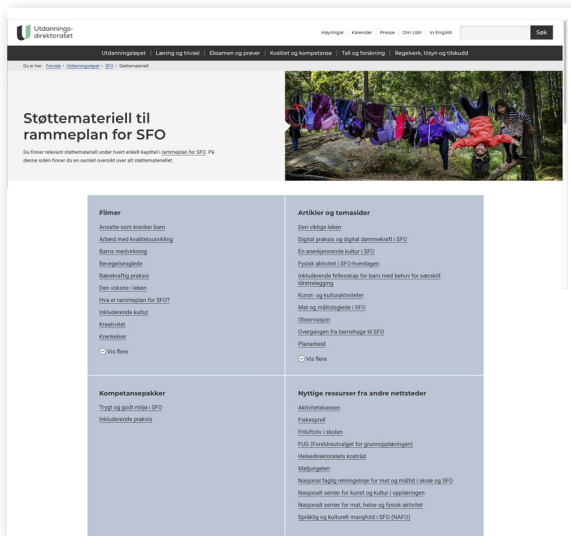 Utdannings-
direktoratet
Høyringar | Kalender | Presse | Om Udir | In English
Søk
Utdanningsløpet | Læring og trivsel | Eksamen og prøver | Kvalitet og kompetanse | Tall og forskning | Regelverk, tilsyn og tilskudd
Du er her: Forside > Utdanningsløpet > SFO > Støttemateriell
Støttemateriell til
rammeplan for SFO
Du finner relevant støttemateriell under hvert enkelt kapittel i rammeplan for SFO. På
denne siden finner du en samlet oversikt over alt støttemateriellet.
Filmer
Ansatte som krenker barn
Arbeid med kvalitetsutvikling
Barns medvirkning
Bevegelsesglede
Bærekraftig praksis
Den voksne i leken
Hva er rammeplan for SFO?
Inkluderende kultur
Kreativitet
Krenkelser
Vis flere
Artikler og temasider
Den viktige leken
Digital praksis og digital dømmekraft i SFO
En anerkjennende kultur i SFO
Fysisk aktivitet i SFO-hverdagen
Inkluderende fellesskap for barn med behov for særskilt
tilrettelegging
Kunst- og kulturaktiviteter
Mat og måltidsglede i SFO
Observasjon
Overgangen fra barnehage til SFO
Planarbeid
Vis flere
Kompetansepakker
Trygt og godt miljø i SFO
Inkluderende praksis
Nyttige ressurser fra andre nettsteder
Aktivitetskassen
Fiskesprell
Friluftsliv i skolen
FUG (Foreldreutvalget for grunnopplæringen)
Helsedirektoratets kostråd
Matjungelen
Nasjonal faglig retningslinje for mat og måltid i skole og SFO
Nasjonalt senter for kunst og kultur i opplæringen
Nasjonalt senter for mat, helse og fysisk aktivitet
Språklig og kulturelt mangfold i SFO (NAFO)